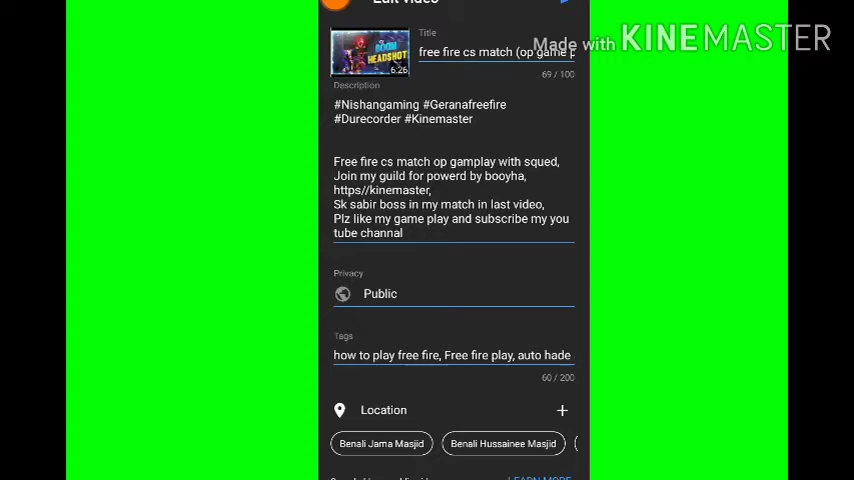 Edit video
Title
Made with KINEMASTER
BOOM
HEADSHOT
6:26
free fire cs match (op game p
69 / 100
Description
#Nishangaming #Geranafreefire
#Durecorder #Kinemaster
Free fire cs match op gamplay with squed,
Join my guild for powerd by booyha,
https//kinemaster,
Sk sabir boss in my match in last video,
Plz like my game play and subscribe my you
tube channal
Privacy
Public
Tags
how to play free fire, Free fire play, auto hade
60 / 200
Location
Benali Jama Masjid
Benali Hussainee Masjid
LEARN MORE